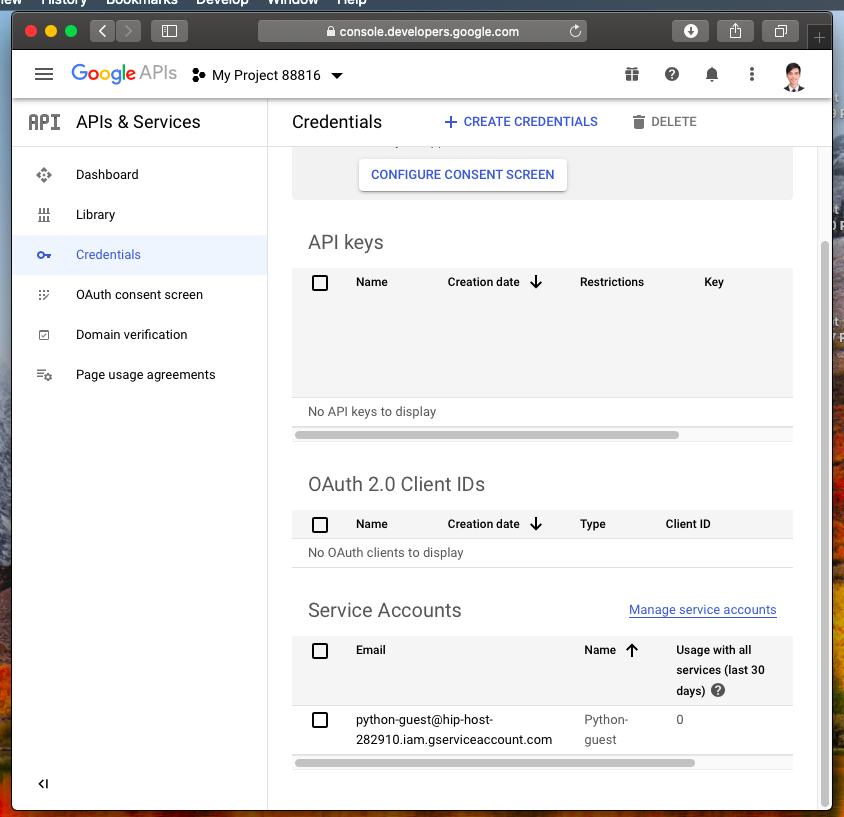 History Bookmarks Develop Window Help
console.developers.google.com
Google APIs My Project 88816
API APIs & Services
Credentials + CREATE CREDENTIALS DELETE
Dashboard
Library
Credentials
OAuth consent screen
Domain verification
Page usage agreements
CONFIGURE CONSENT SCREEN
API keys
Name Creation date Restrictions Key
No API keys to display
OAuth 2.0 Client IDs
Name Creation date Type Client ID
No OAuth clients to display
Service Accounts Manage service accounts
Email Name Usage with all
services (last 30
days)
python-guest@hip-host- Python- 0
282910.iam.gserviceaccount.com guest